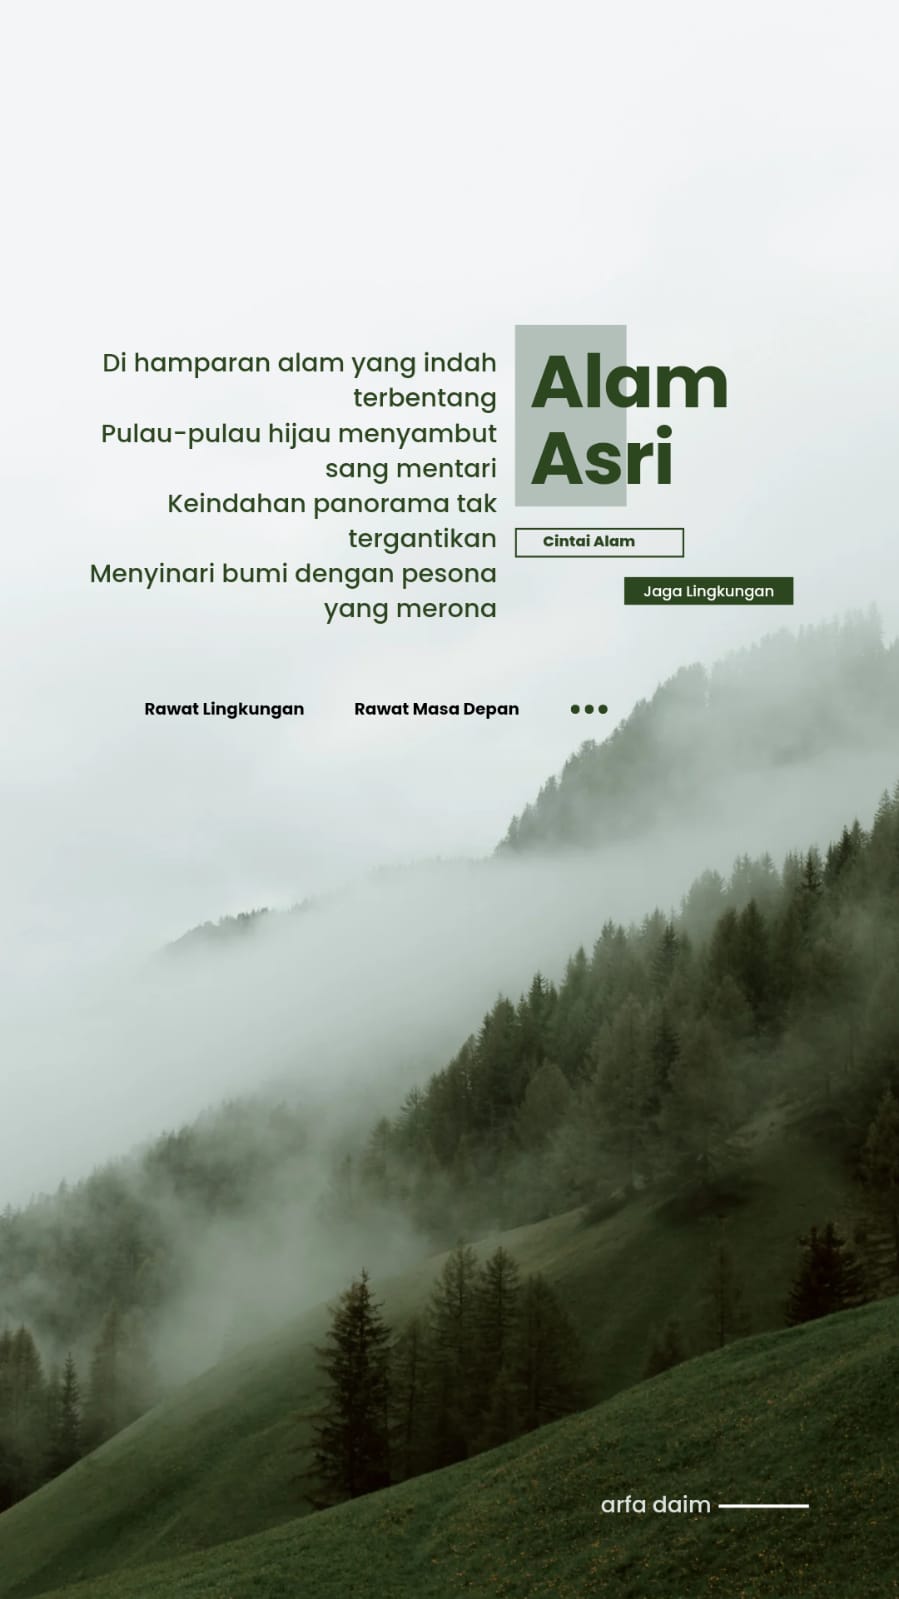 Di hamparan alam yang indah
terbentang
Pulau-pulau hijau menyambut
sang mentari
Keindahan panorama tak
tergantikan
Menyinari bumi dengan pesona
yang merona
Alam
Asri
Cintai Alam
Jaga Lingkungan
Rawat Lingkungan
Rawat Masa Depan
arfa daim